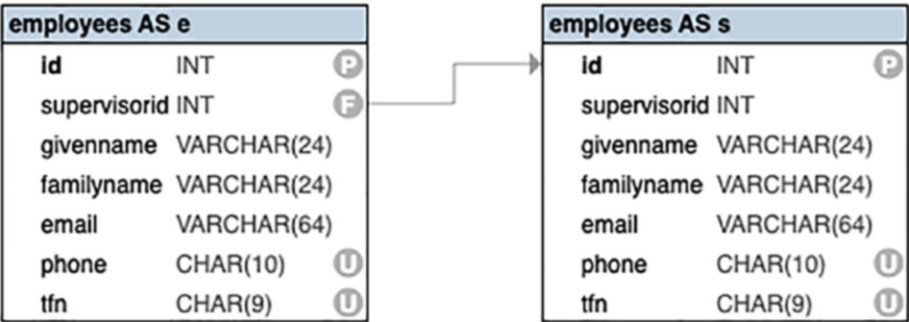 employees AS e
id INT P
supervisorid INT F
givenname VARCHAR(24)
familyname VARCHAR(24)
email VARCHAR(64)
phone CHAR(10) U
tfn CHAR(9) U
employees AS s
id INT P
supervisorid INT
givenname VARCHAR(24)
familyname VARCHAR(24)
email VARCHAR(64)
phone CHAR(10) U
tfn CHAR(9) U